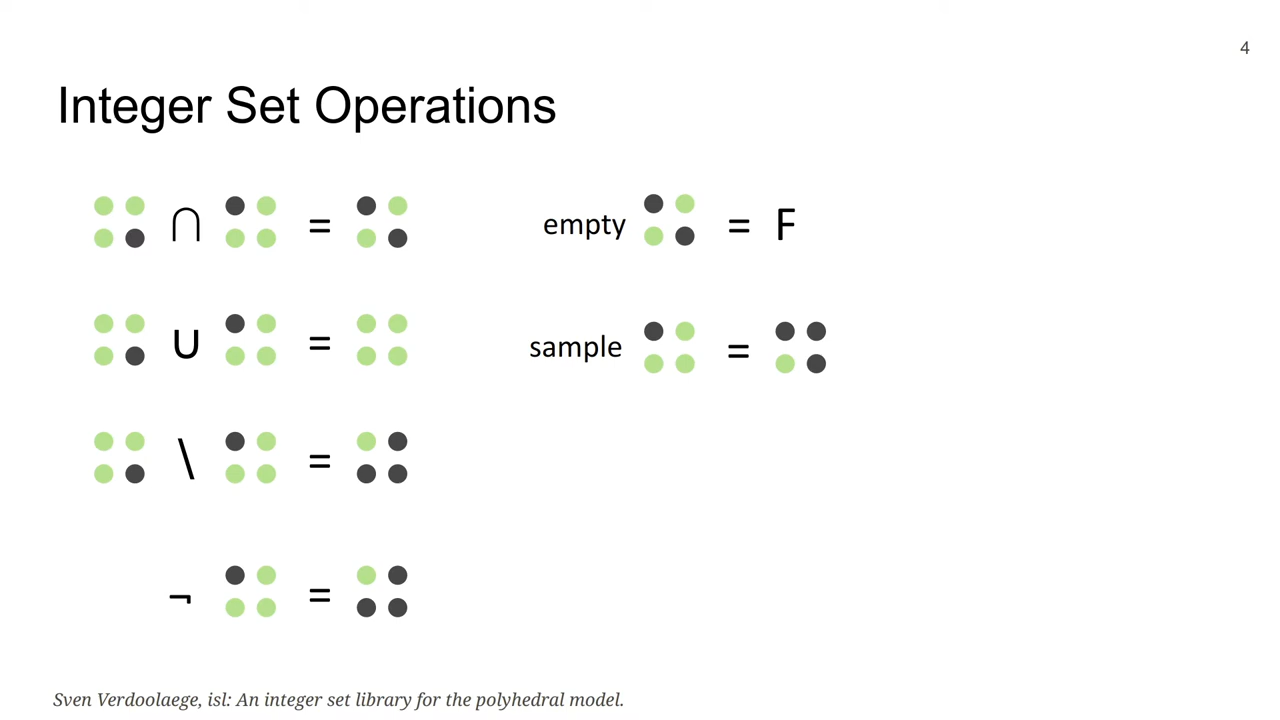 4
Integer Set Operations
∩ =
empty = F
∪ =
sample =
\ =
¬ =
Sven Verdoolaege, isl: An integer set library for the polyhedral model.